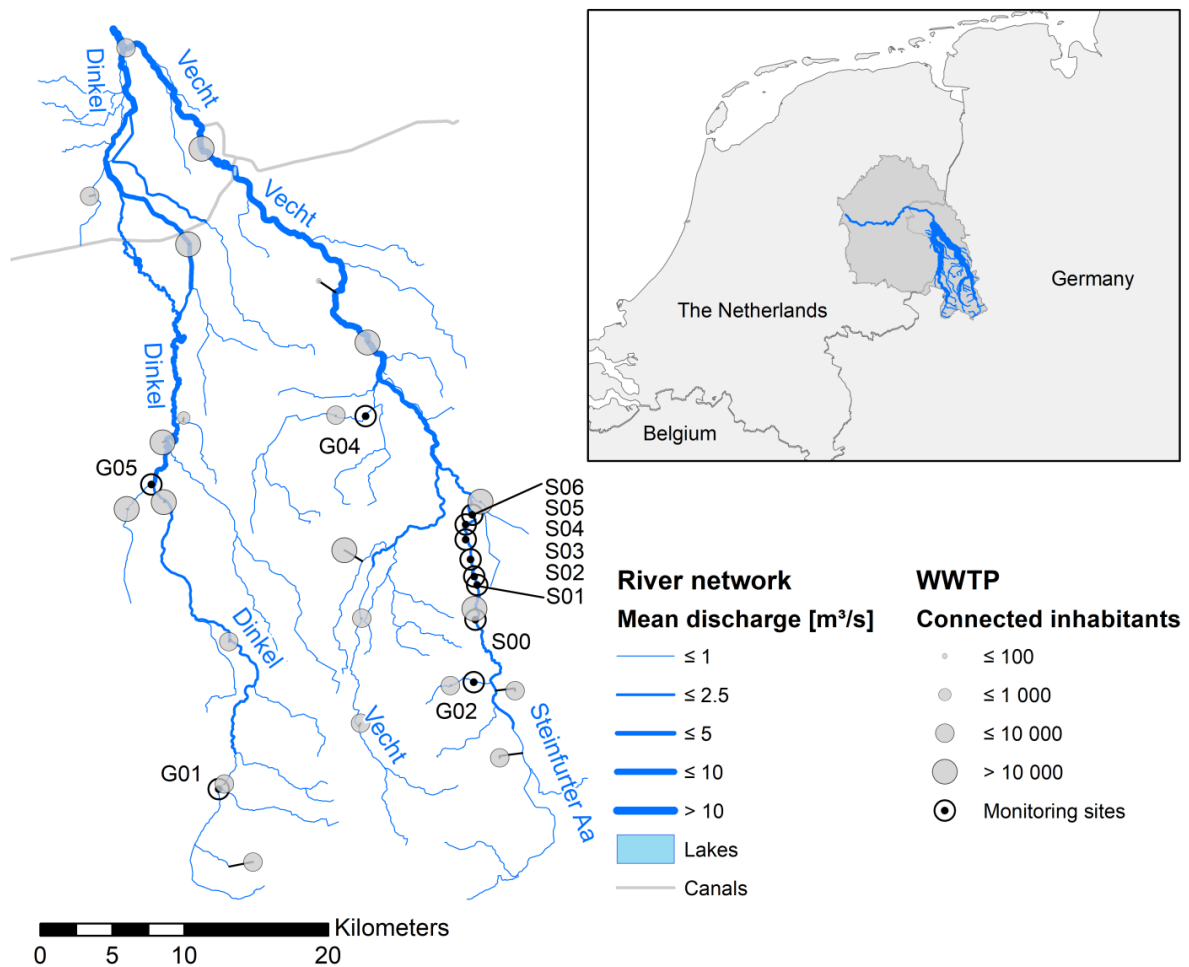 Dinkel
Vecht
Vecht
Dinkel
G05
G04
S06
S05
S04
S03
S02
S01
S00
Dinkel
G02
Vecht
Steinfurter Aa
G01
Kilometers
0 5 10 20
The Netherlands
Germany
Belgium
River network
Mean discharge [m³/s]
≤ 1
≤ 2.5
≤ 5
≤ 10
> 10
Lakes
Canals
WWTP
Connected inhabitants
≤ 100
≤ 1 000
≤ 10 000
> 10 000
Monitoring sites